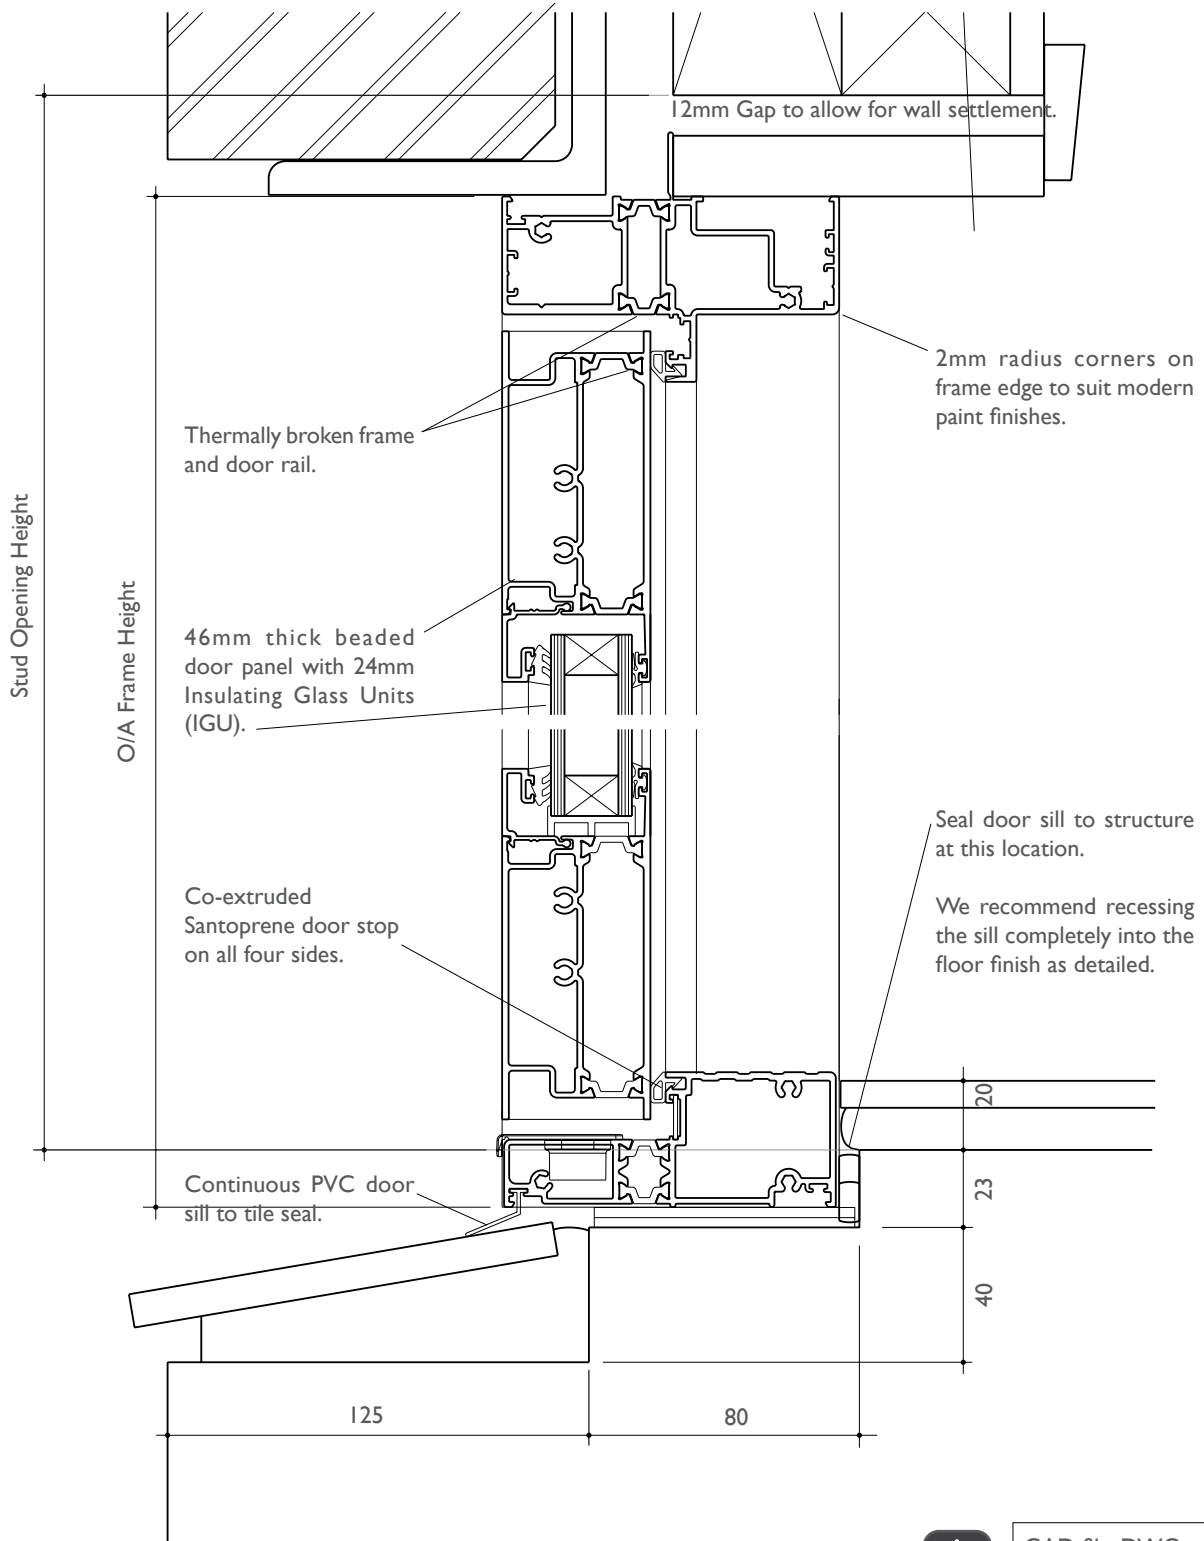 12mm Gap to allow for wall settlement.
2mm radius corners on
frame edge to suit modern
paint finishes.
Thermally broken frame
and door rail.
Stud Opening Height
O/A Frame Height
46mm thick beaded
door panel with 24mm
Insulating Glass Units
(IGU).
Seal door sill to structure
at this location.
We recommend recessing
the sill completely into the
floor finish as detailed.
Co-extruded
Santoprene door stop
on all four sides.
20
23
Continuous PVC door
sill to tile seal.
40
125
80